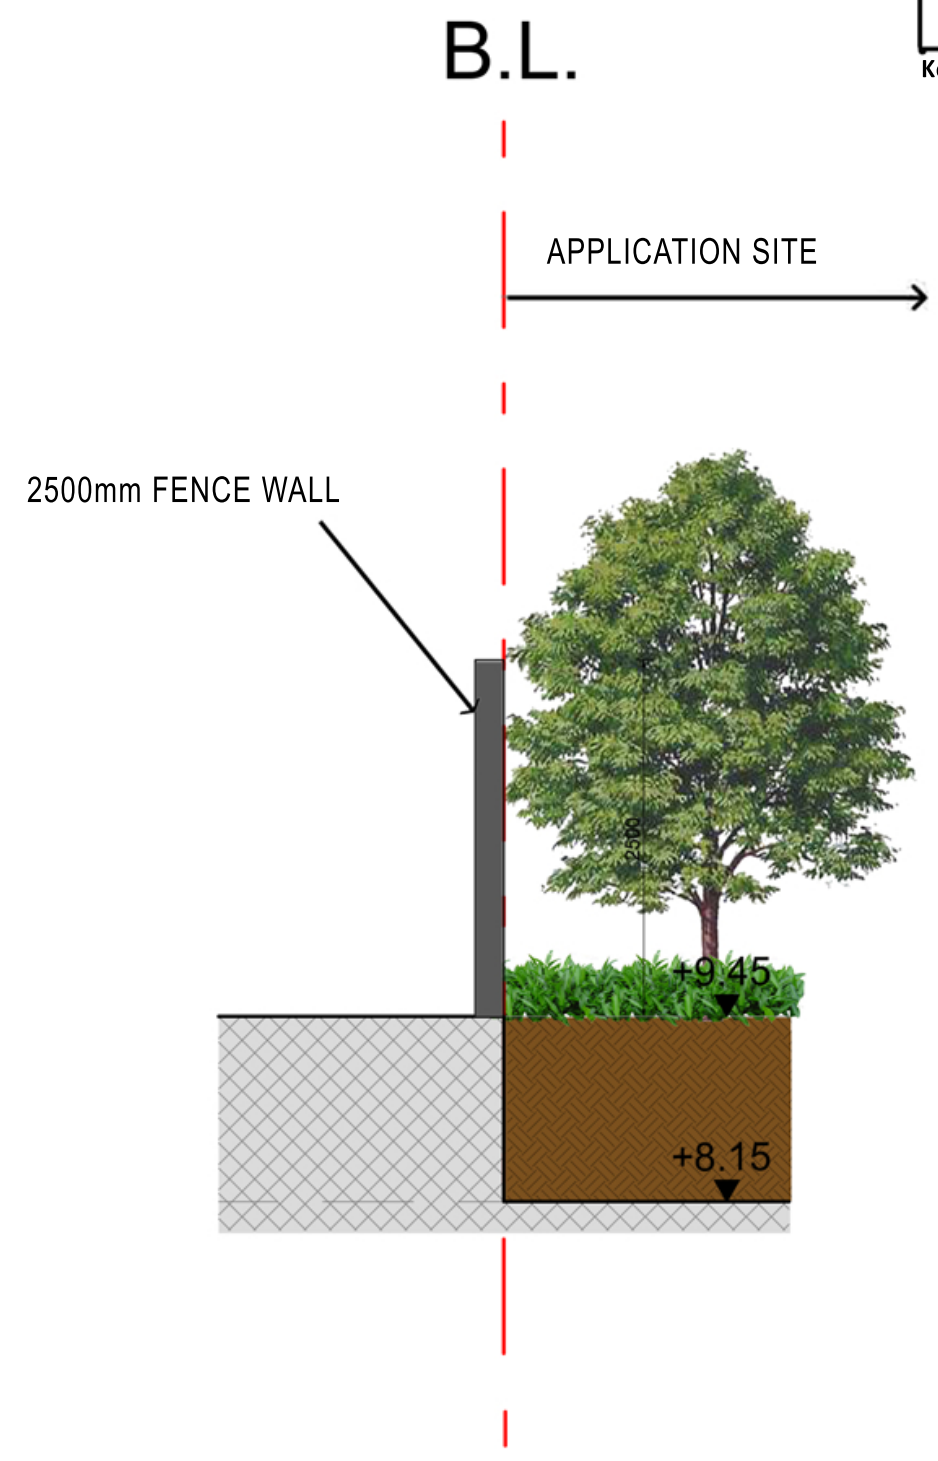 B.L.
APPLICATION SITE
2500mm FENCE WALL
2500
+9.45
+8.15